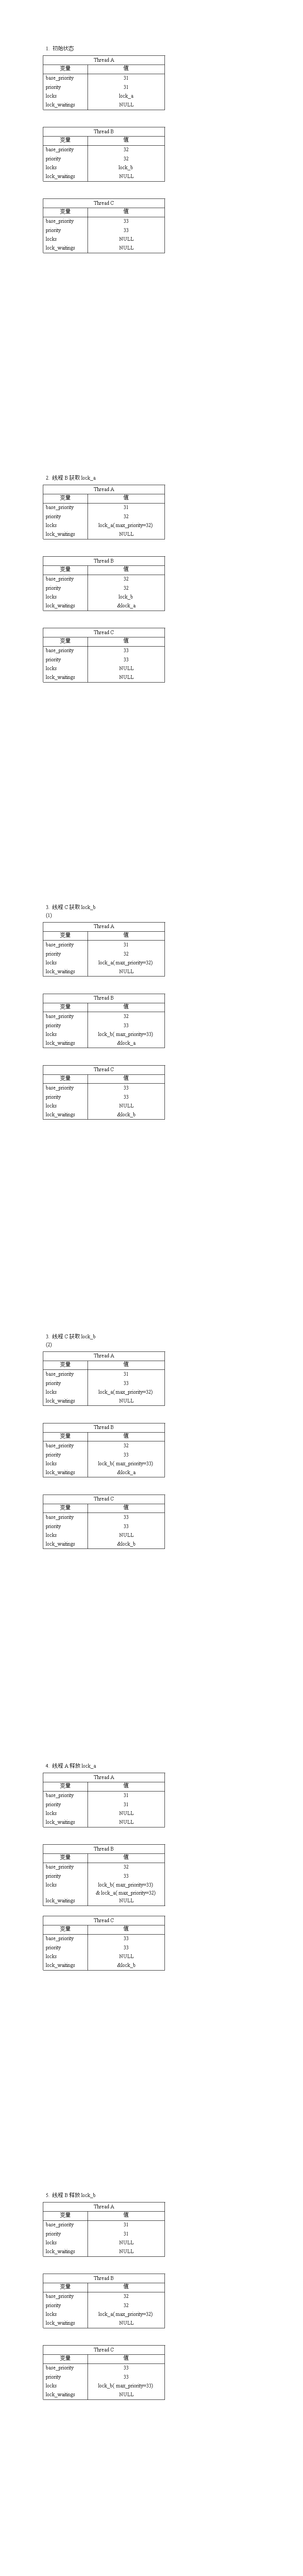 1. 初始状态
Thread A
变量 值
base_priority 31
priority 31
locks lock_a
lock_waitings NULL
Thread B
变量 值
base_priority 32
priority 32
locks lock_b
lock_waitings NULL
Thread C
变量 值
base_priority 33
priority 33
locks NULL
lock_waitings NULL
2. 线程 B 获取 lock_a
Thread A
变量 值
base_priority 31
priority 32
locks lock_a( max_priority=32)
lock_waitings NULL
Thread B
变量 值
base_priority 32
priority 32
locks lock_b
lock_waitings &lock_a
Thread C
变量 值
base_priority 33
priority 33
locks NULL
lock_waitings NULL
3. 线程 C 获取 lock_b
(1)
Thread A
变量 值
base_priority 31
priority 32
locks lock_a( max_priority=32)
lock_waitings NULL
Thread B
变量 值
base_priority 32
priority 33
locks lock_b( max_priority=33)
lock_waitings &lock_a
Thread C
变量 值
base_priority 33
priority 33
locks NULL
lock_waitings &lock_b
3. 线程 C 获取 lock_b
(2)
Thread A
变量 值
base_priority 31
priority 33
locks lock_a( max_priority=32)
lock_waitings NULL
Thread B
变量 值
base_priority 32
priority 33
locks lock_b( max_priority=33)
lock_waitings &lock_a
Thread C
变量 值
base_priority 33
priority 33
locks NULL
lock_waitings &lock_b
4. 线程 A 释放 lock_a
Thread A
变量 值
base_priority 31
priority 31
locks NULL
lock_waitings NULL
Thread B
变量 值
base_priority 32
priority 33
locks lock_b( max_priority=33)
& lock_a( max_priority=32)
lock_waitings NULL
Thread C
变量 值
base_priority 33
priority 33
locks NULL
lock_waitings &lock_b
5. 线程 B 释放 lock_b
Thread A
变量 值
base_priority 31
priority 31
locks NULL
lock_waitings NULL
Thread B
变量 值
base_priority 32
priority 32
locks lock_a( max_priority=32)
lock_waitings NULL
Thread C
变量 值
base_priority 33
priority 33
locks lock_b( max_priority=33)
lock_waitings NULL